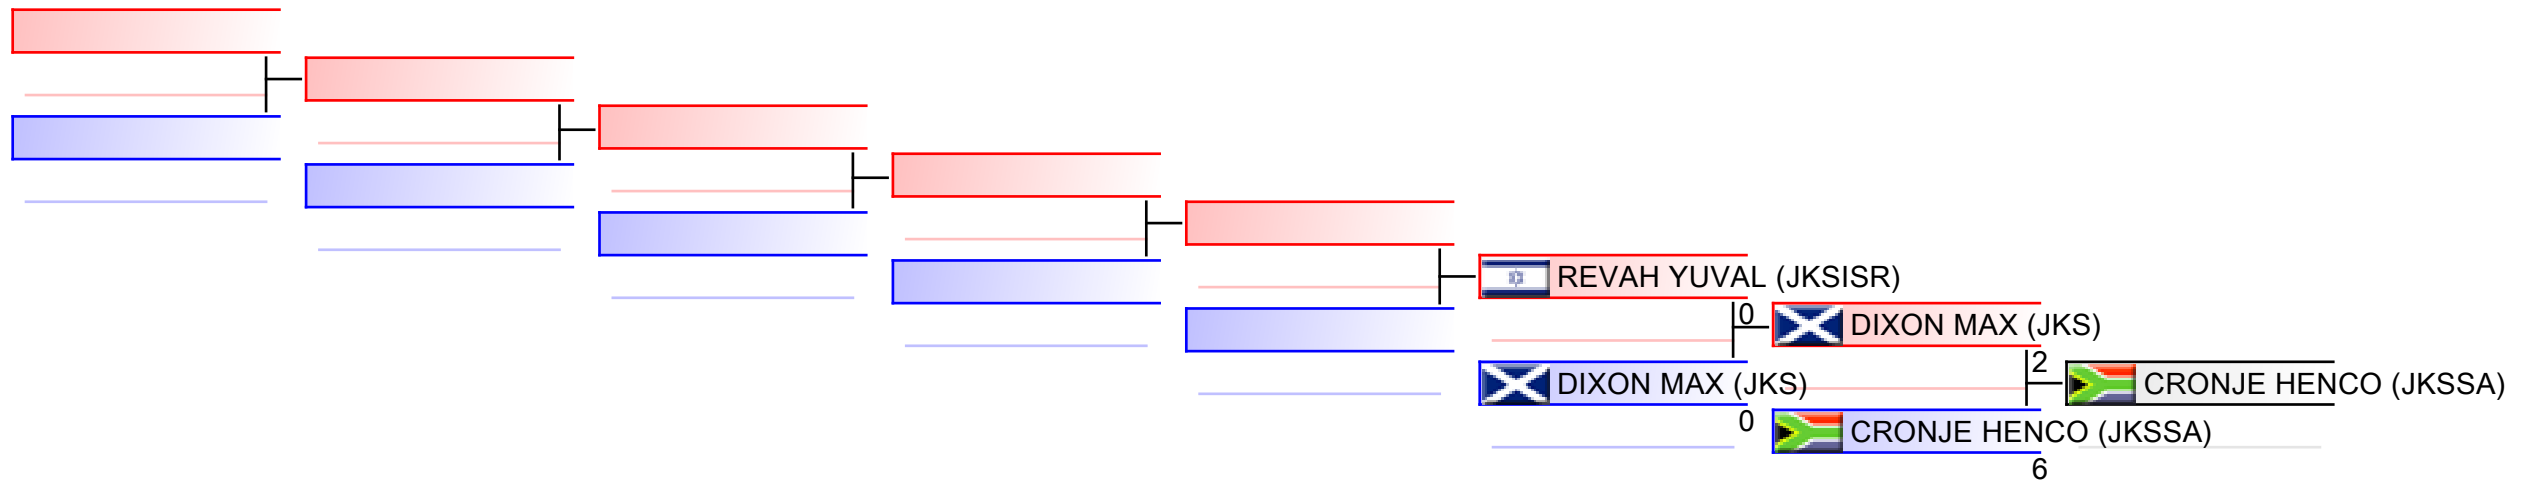 REVAH YUVAL (JKSISR)
0
DIXON MAX (JKS)
0
DIXON MAX (JKS)
2
CRONJE HENCO (JKSSA)
6
CRONJE HENCO (JKSSA)